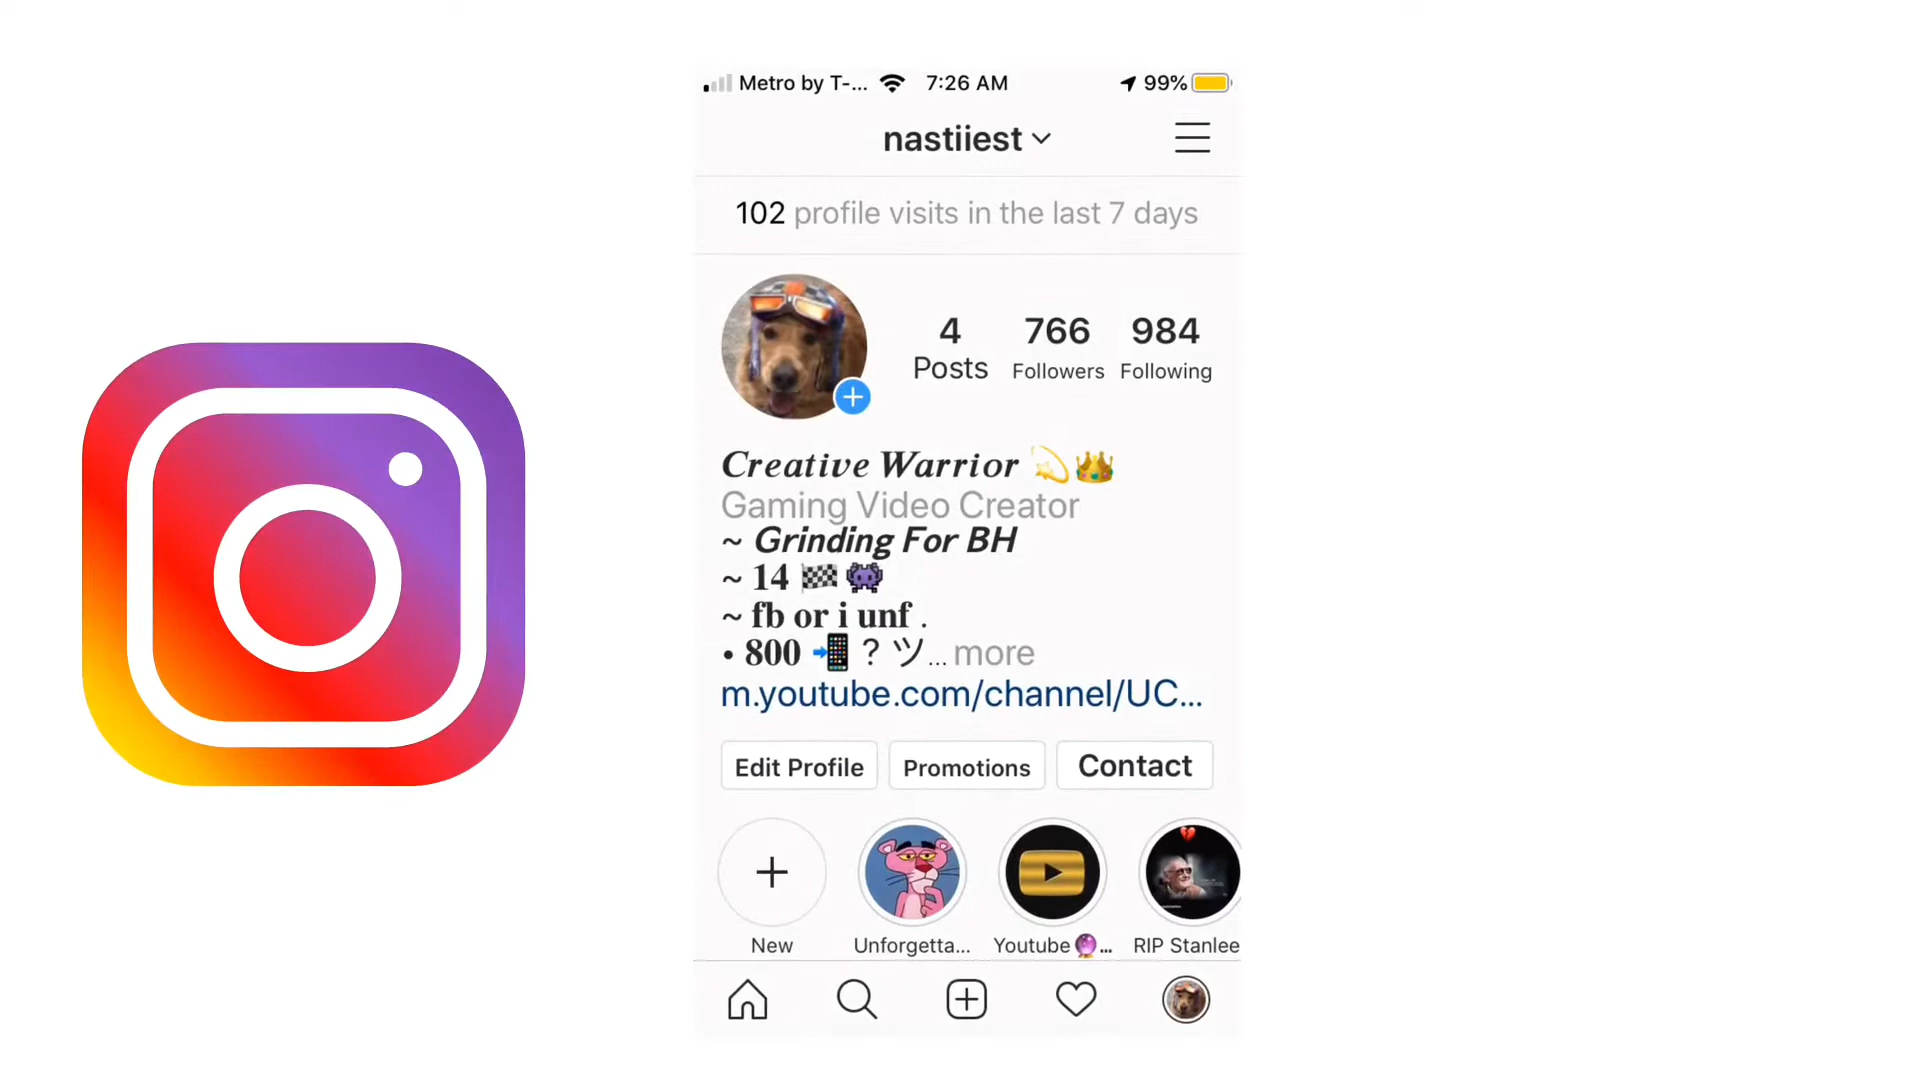 Metro by T-... 7:26 AM 99%
nastiiest
102 profile visits in the last 7 days
4 766 984
Posts Followers Following
Creative Warrior 💫👑
Gaming Video Creator
~ Grinding For BH
~ 14 🏁👾
~ fb or i unf .
• 800 📲 ? ツ... more
m.youtube.com/channel/UC...
Edit Profile Promotions Contact
New Unforgetta... Youtube🔮... RIP Stanlee